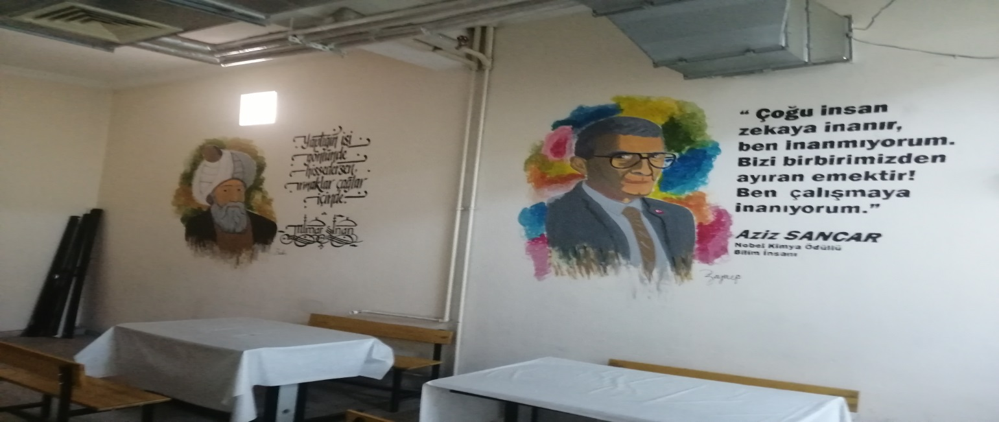 Yaptığın işi
gönlünde
hissedersen,
ırmaklar çağlar
içinde.
Mimar Sinan
“ Çoğu insan
zekaya inanır,
ben inanmıyorum.
Bizi birbirimizden
ayıran emektir!
Ben çalışmaya
inanıyorum.”
Aziz SANCAR
Nobel Kimya Ödüllü
Bilim İnsanı
Zeynep